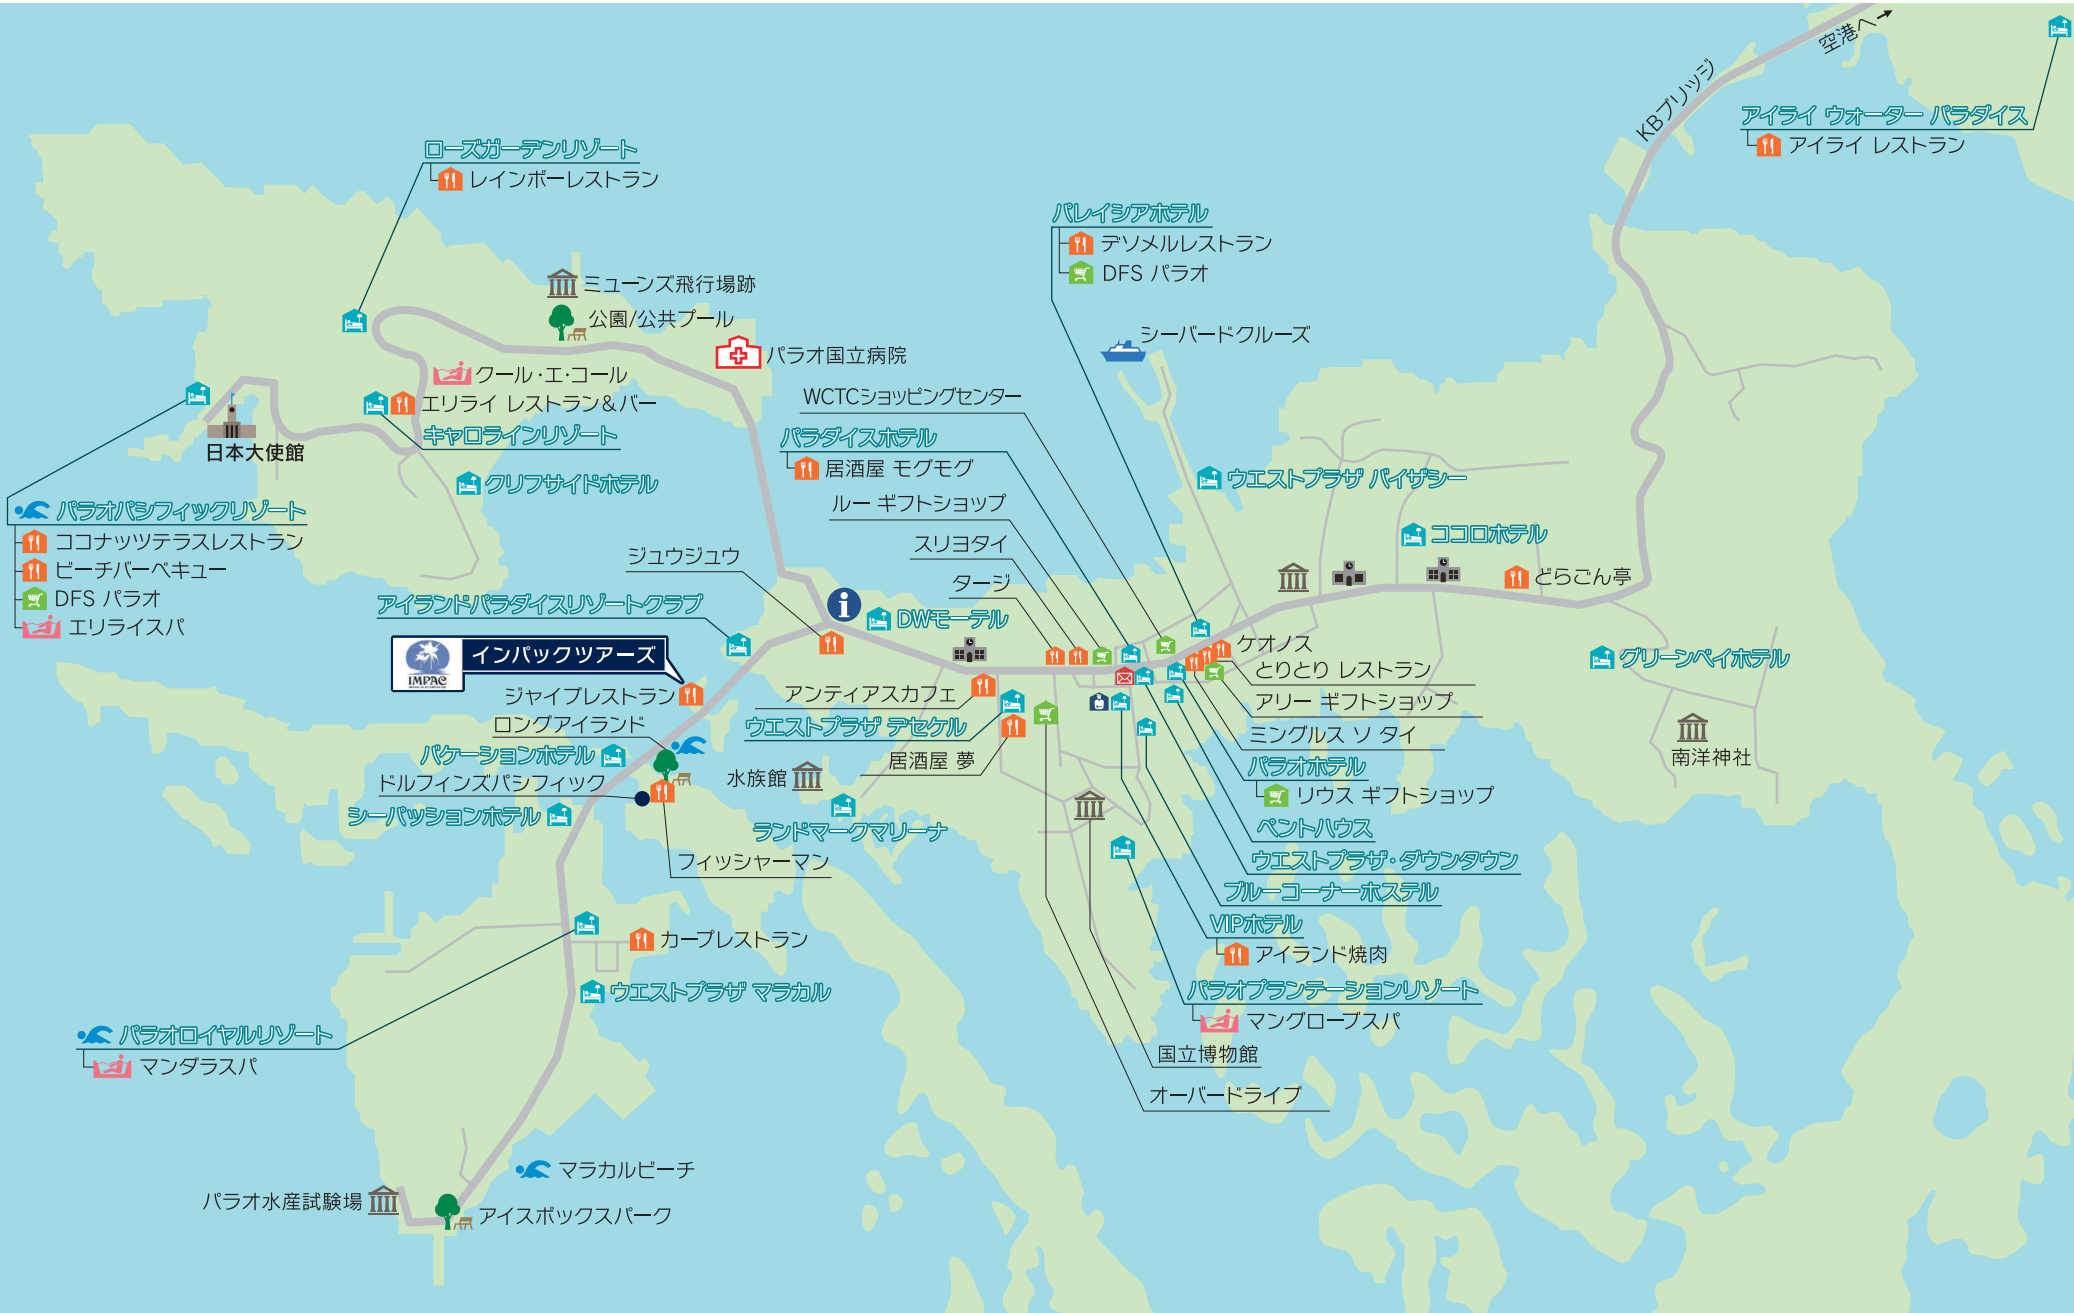 空港へ
KBブリッジ
アイライ ウォーター パラダイス
アイライ レストラン
ローズガーデンリゾート
レインボーレストラン
パレイシアホテル
デソメルレストラン
DFS パラオ
ミューンズ飛行場跡
公園/公共プール
パラオ国立病院
シーバードクルーズ
クール・エ・コール
エリライ レストラン&バー
キャロラインリゾート
WCTCショッピングセンター
パラダイスホテル
居酒屋 モグモグ
日本大使館
クリフサイドホテル
ウエストプラザ バイザシー
パラオパシフィックリゾート
ココナッツテラスレストラン
ビーチバーベキュー
DFS パラオ
エリライスパ
ルー ギフトショップ
スリヨタイ
タージ
ココロホテル
どらごん亭
ジュウジュウ
アイランドパラダイスリゾートクラブ
i
DWモーテル
インパックツアーズ
IMPAC
ジャイブレストラン
ロングアイランド
バケーションホテル
ドルフィンズパシフィック
シーパッションホテル
アンティアスカフェ
ウエストプラザ デセケル
居酒屋 夢
水族館
ランドマークマリーナ
フィッシャーマン
ケオノス
とりとり レストラン
アリー ギフトショップ
ミングルス ソ タイ
パラオホテル
リウス ギフトショップ
ペントハウス
ウエストプラザ・ダウンタウン
ブルーコーナーホステル
VIPホテル
アイランド焼肉
パラオプランテーションリゾート
マングローブスパ
国立博物館
オーバードライブ
グリーンベイホテル
南洋神社
カープレストラン
ウエストプラザ マラカル
パラオロイヤルリゾート
マンダラスパ
マラカルビーチ
パラオ水産試験場
アイスボックスパーク